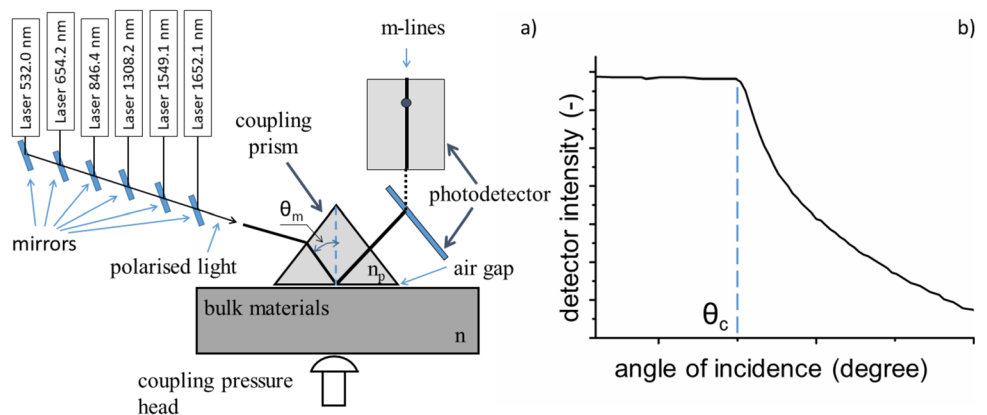 Laser 532.0 nm
Laser 654.2 nm
Laser 846.4 nm
Laser 1308.2 nm
Laser 1549.1 nm
Laser 1652.1 nm
m-lines
a)
coupling
prism
θm
photodetector
mirrors
polarised light
np
air gap
bulk materials
n
coupling pressure
head
b)
detector intensity (-)
θc
angle of incidence (degree)